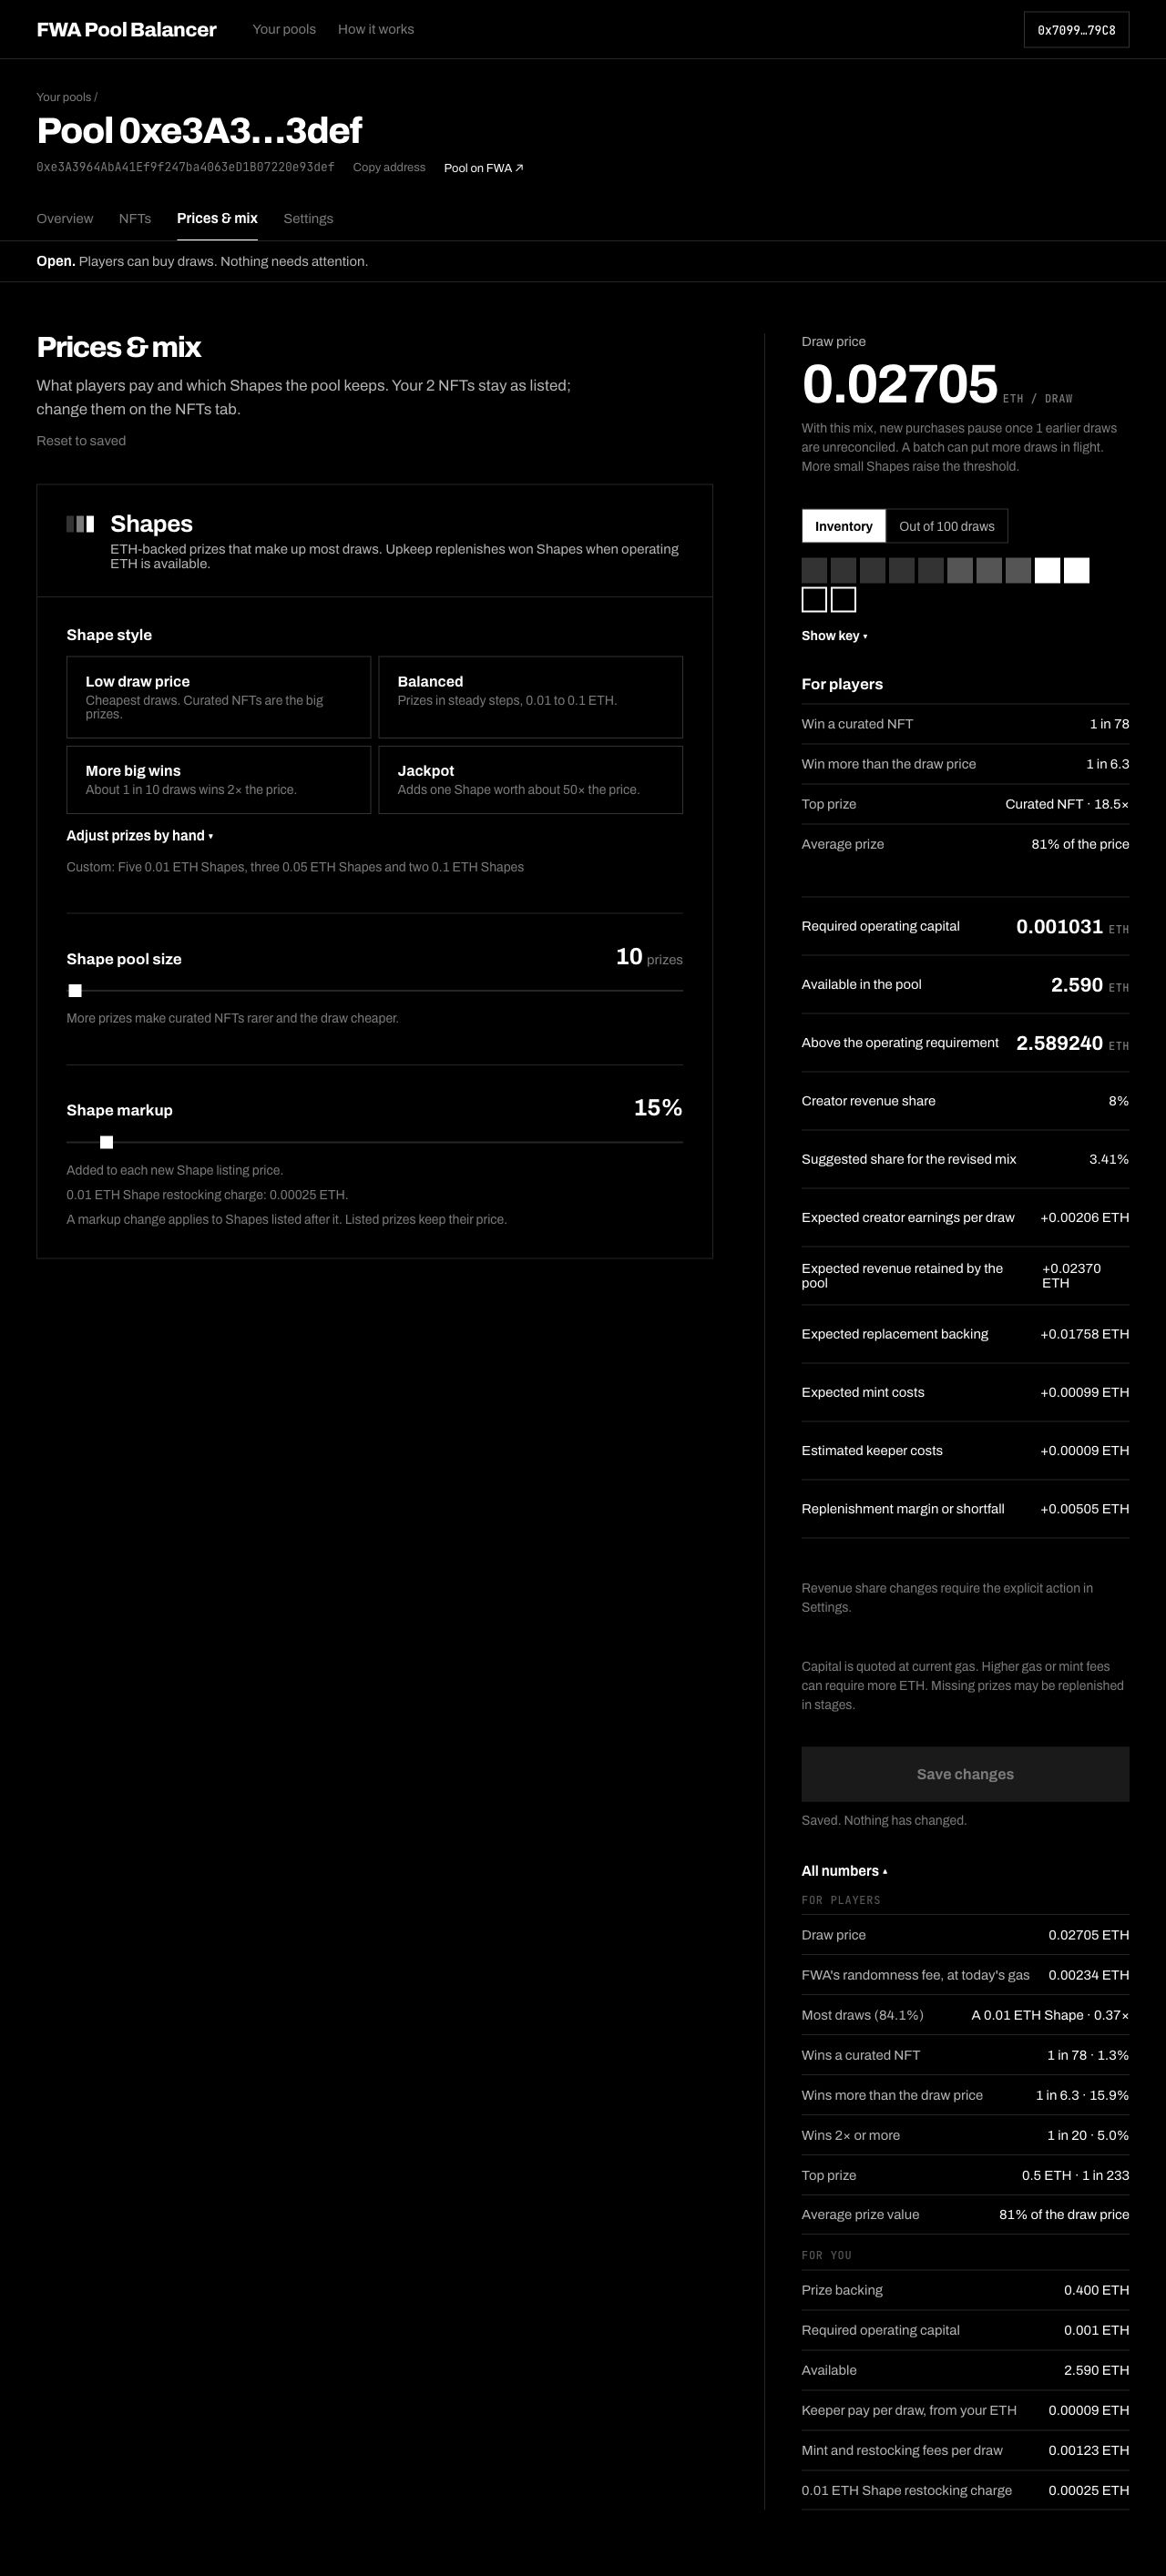 FWA Pool Balancer
Your pools
How it works
0x7099…79C8
Your pools /
Pool 0xe3A3…3def
0xe3A3964AbA41Ef9f247ba4063eD1B07220e93def
Copy address
Pool on FWA ↗
Overview
NFTs
Prices & mix
Settings
Open. Players can buy draws. Nothing needs attention.
Prices & mix
What players pay and which Shapes the pool keeps. Your 2 NFTs stay as listed;
change them on the NFTs tab.
Reset to saved
Shapes
ETH-backed prizes that make up most draws. Upkeep replenishes won Shapes when operating
ETH is available.
Shape style
Low draw price
Cheapest draws. Curated NFTs are the big
prizes.
Balanced
Prizes in steady steps, 0.01 to 0.1 ETH.
More big wins
About 1 in 10 draws wins 2× the price.
Jackpot
Adds one Shape worth about 50× the price.
Adjust prizes by hand ▾
Custom: Five 0.01 ETH Shapes, three 0.05 ETH Shapes and two 0.1 ETH Shapes
Shape pool size
10 prizes
More prizes make curated NFTs rarer and the draw cheaper.
Shape markup
15%
Added to each new Shape listing price.
0.01 ETH Shape restocking charge: 0.00025 ETH.
A markup change applies to Shapes listed after it. Listed prizes keep their price.
Draw price
0.02705 ETH / DRAW
With this mix, new purchases pause once 1 earlier draws
are unreconciled. A batch can put more draws in flight.
More small Shapes raise the threshold.
Inventory
Out of 100 draws
Show key ▾
For players
Win a curated NFT 1 in 78
Win more than the draw price 1 in 6.3
Top prize Curated NFT · 18.5×
Average prize 81% of the price
Required operating capital 0.001031 ETH
Available in the pool 2.590 ETH
Above the operating requirement 2.589240 ETH
Creator revenue share 8%
Suggested share for the revised mix 3.41%
Expected creator earnings per draw +0.00206 ETH
Expected revenue retained by the
pool
+0.02370
ETH
Expected replacement backing +0.01758 ETH
Expected mint costs +0.00099 ETH
Estimated keeper costs +0.00009 ETH
Replenishment margin or shortfall +0.00505 ETH
Revenue share changes require the explicit action in
Settings.
Capital is quoted at current gas. Higher gas or mint fees
can require more ETH. Missing prizes may be replenished
in stages.
Save changes
Saved. Nothing has changed.
All numbers ▴
FOR PLAYERS
Draw price 0.02705 ETH
FWA's randomness fee, at today's gas 0.00234 ETH
Most draws (84.1%) A 0.01 ETH Shape · 0.37×
Wins a curated NFT 1 in 78 · 1.3%
Wins more than the draw price 1 in 6.3 · 15.9%
Wins 2× or more 1 in 20 · 5.0%
Top prize 0.5 ETH · 1 in 233
Average prize value 81% of the draw price
FOR YOU
Prize backing 0.400 ETH
Required operating capital 0.001 ETH
Available 2.590 ETH
Keeper pay per draw, from your ETH 0.00009 ETH
Mint and restocking fees per draw 0.00123 ETH
0.01 ETH Shape restocking charge 0.00025 ETH